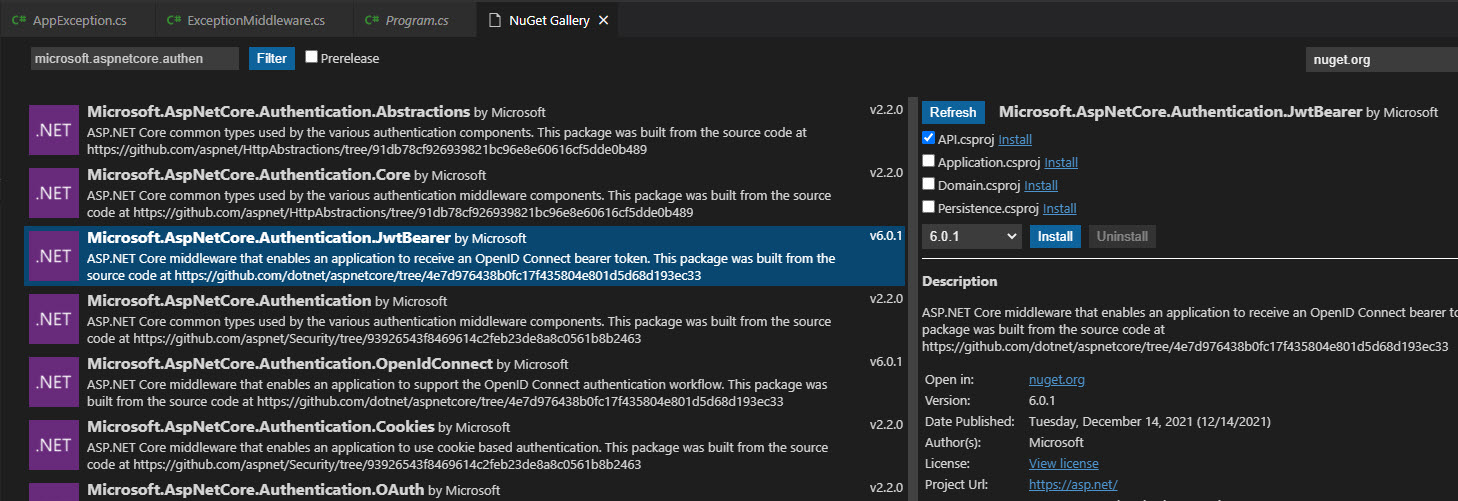 C# AppException.cs C# ExceptionMiddleware.cs C# Program.cs NuGet Gallery
microsoft.aspnetcore.authen Filter Prerelease nuget.org
.NET
Microsoft.AspNetCore.Authentication.Abstractions by Microsoft v2.2.0
ASP.NET Core common types used by the various authentication components. This package was built from the source code at
https://github.com/aspnet/HttpAbstractions/tree/91db78cf926939821bc96e8e60616cf5dde0b489
.NET
Microsoft.AspNetCore.Authentication.Core by Microsoft v2.2.0
ASP.NET Core common types used by the various authentication middleware components. This package was built from the source
code at https://github.com/aspnet/HttpAbstractions/tree/91db78cf926939821bc96e8e60616cf5dde0b489
.NET
Microsoft.AspNetCore.Authentication.JwtBearer by Microsoft v6.0.1
ASP.NET Core middleware that enables an application to receive an OpenID Connect bearer token. This package was built from the
source code at https://github.com/dotnet/aspnetcore/tree/4e7d976438b0fc17f435804e801d5d68d193ec33
.NET
Microsoft.AspNetCore.Authentication by Microsoft v2.2.0
ASP.NET Core common types used by the various authentication middleware components. This package was built from the source
code at https://github.com/aspnet/Security/tree/93926543f8469614c2feb23de8a8c0561b8b2463
.NET
Microsoft.AspNetCore.Authentication.OpenIdConnect by Microsoft v6.0.1
ASP.NET Core middleware that enables an application to support the OpenID Connect authentication workflow. This package was
built from the source code at https://github.com/dotnet/aspnetcore/tree/4e7d976438b0fc17f435804e801d5d68d193ec33
.NET
Microsoft.AspNetCore.Authentication.Cookies by Microsoft v2.2.0
ASP.NET Core middleware that enables an application to use cookie based authentication. This package was built from the source
code at https://github.com/aspnet/Security/tree/93926543f8469614c2feb23de8a8c0561b8b2463
Microsoft.AspNetCore.Authentication.OAuth by Microsoft v2.2.0
Refresh Microsoft.AspNetCore.Authentication.JwtBearer by Microsoft
API.csproj Install
Application.csproj Install
Domain.csproj Install
Persistence.csproj Install
6.0.1 Install Uninstall
Description
ASP.NET Core middleware that enables an application to receive an OpenID Connect bearer
package was built from the source code at
https://github.com/dotnet/aspnetcore/tree/4e7d976438b0fc17f435804e801d5d68d193ec33
Open in: nuget.org
Version: 6.0.1
Date Published: Tuesday, December 14, 2021 (12/14/2021)
Author(s): Microsoft
License: View license
Project Url: https://asp.net/